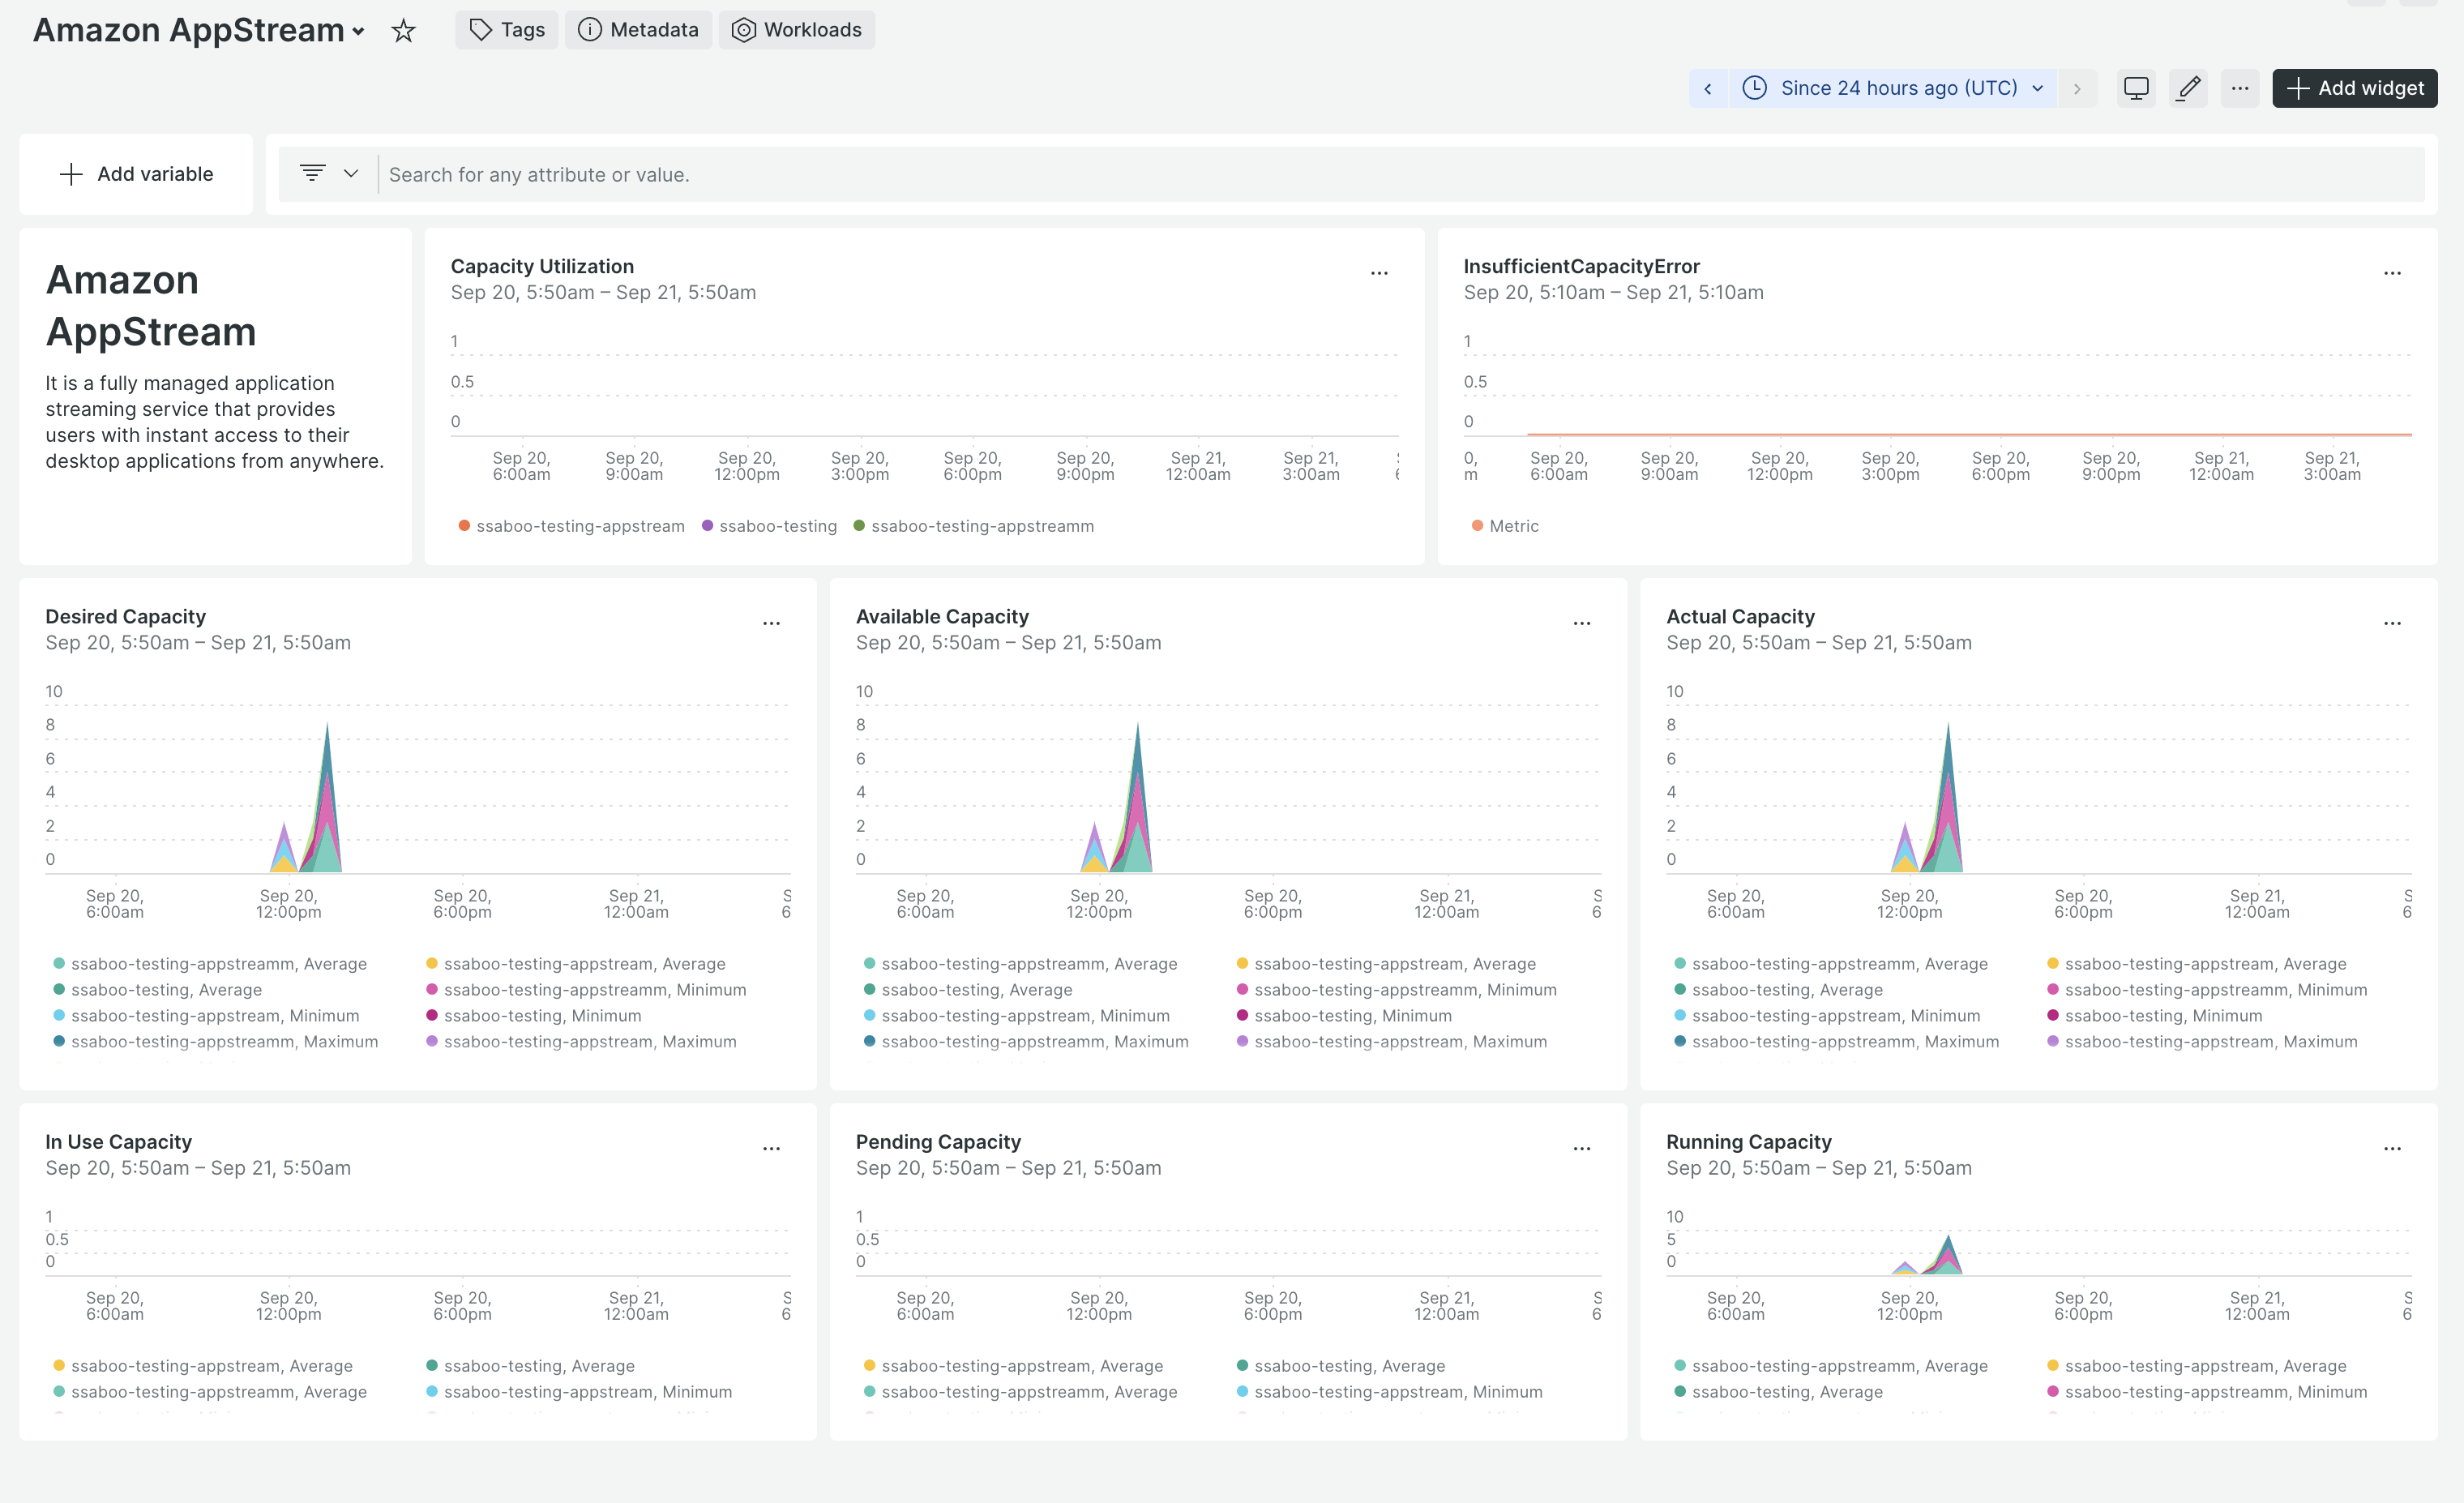 Amazon AppStream
Tags
Metadata
Workloads
Since 24 hours ago (UTC)
Add widget
Add variable
Search for any attribute or value.
Amazon
AppStream
It is a fully managed application
streaming service that provides
users with instant access to their
desktop applications from anywhere.
Capacity Utilization
Sep 20, 5:50am – Sep 21, 5:50am
1
0.5
0
Sep 20, Sep 20, Sep 20, Sep 20, Sep 20, Sep 20, Sep 21, Sep 21,
6:00am 9:00am 12:00pm 3:00pm 6:00pm 9:00pm 12:00am 3:00am
ssaboo-testing-appstream ssaboo-testing ssaboo-testing-appstreamm
InsufficientCapacityError
Sep 20, 5:10am – Sep 21, 5:10am
1
0.5
0
0, Sep 20, Sep 20, Sep 20, Sep 20, Sep 20, Sep 20, Sep 21, Sep 21,
m 6:00am 9:00am 12:00pm 3:00pm 6:00pm 9:00pm 12:00am 3:00am
Metric
Desired Capacity
Sep 20, 5:50am – Sep 21, 5:50am
10
8
6
4
2
0
Sep 20, Sep 20, Sep 20, Sep 21, S
6:00am 12:00pm 6:00pm 12:00am 6
ssaboo-testing-appstreamm, Average ssaboo-testing-appstream, Average
ssaboo-testing, Average ssaboo-testing-appstreamm, Minimum
ssaboo-testing-appstream, Minimum ssaboo-testing, Minimum
ssaboo-testing-appstreamm, Maximum ssaboo-testing-appstream, Maximum
Available Capacity
Sep 20, 5:50am – Sep 21, 5:50am
10
8
6
4
2
0
Sep 20, Sep 20, Sep 20, Sep 21, S
6:00am 12:00pm 6:00pm 12:00am 6
ssaboo-testing-appstreamm, Average ssaboo-testing-appstream, Average
ssaboo-testing, Average ssaboo-testing-appstreamm, Minimum
ssaboo-testing-appstream, Minimum ssaboo-testing, Minimum
ssaboo-testing-appstreamm, Maximum ssaboo-testing-appstream, Maximum
Actual Capacity
Sep 20, 5:50am – Sep 21, 5:50am
10
8
6
4
2
0
Sep 20, Sep 20, Sep 20, Sep 21, S
6:00am 12:00pm 6:00pm 12:00am 6
ssaboo-testing-appstreamm, Average ssaboo-testing-appstream, Average
ssaboo-testing, Average ssaboo-testing-appstreamm, Minimum
ssaboo-testing-appstream, Minimum ssaboo-testing, Minimum
ssaboo-testing-appstreamm, Maximum ssaboo-testing-appstream, Maximum
In Use Capacity
Sep 20, 5:50am – Sep 21, 5:50am
1
0.5
0
Sep 20, Sep 20, Sep 20, Sep 21, S
6:00am 12:00pm 6:00pm 12:00am 6
ssaboo-testing-appstream, Average ssaboo-testing, Average
ssaboo-testing-appstreamm, Average ssaboo-testing-appstream, Minimum
Pending Capacity
Sep 20, 5:50am – Sep 21, 5:50am
1
0.5
0
Sep 20, Sep 20, Sep 20, Sep 21, S
6:00am 12:00pm 6:00pm 12:00am 6
ssaboo-testing-appstream, Average ssaboo-testing, Average
ssaboo-testing-appstreamm, Average ssaboo-testing-appstream, Minimum
Running Capacity
Sep 20, 5:50am – Sep 21, 5:50am
10
5
0
Sep 20, Sep 20, Sep 20, Sep 21, S
6:00am 12:00pm 6:00pm 12:00am 6
ssaboo-testing-appstreamm, Average ssaboo-testing-appstream, Average
ssaboo-testing, Average ssaboo-testing-appstreamm, Minimum